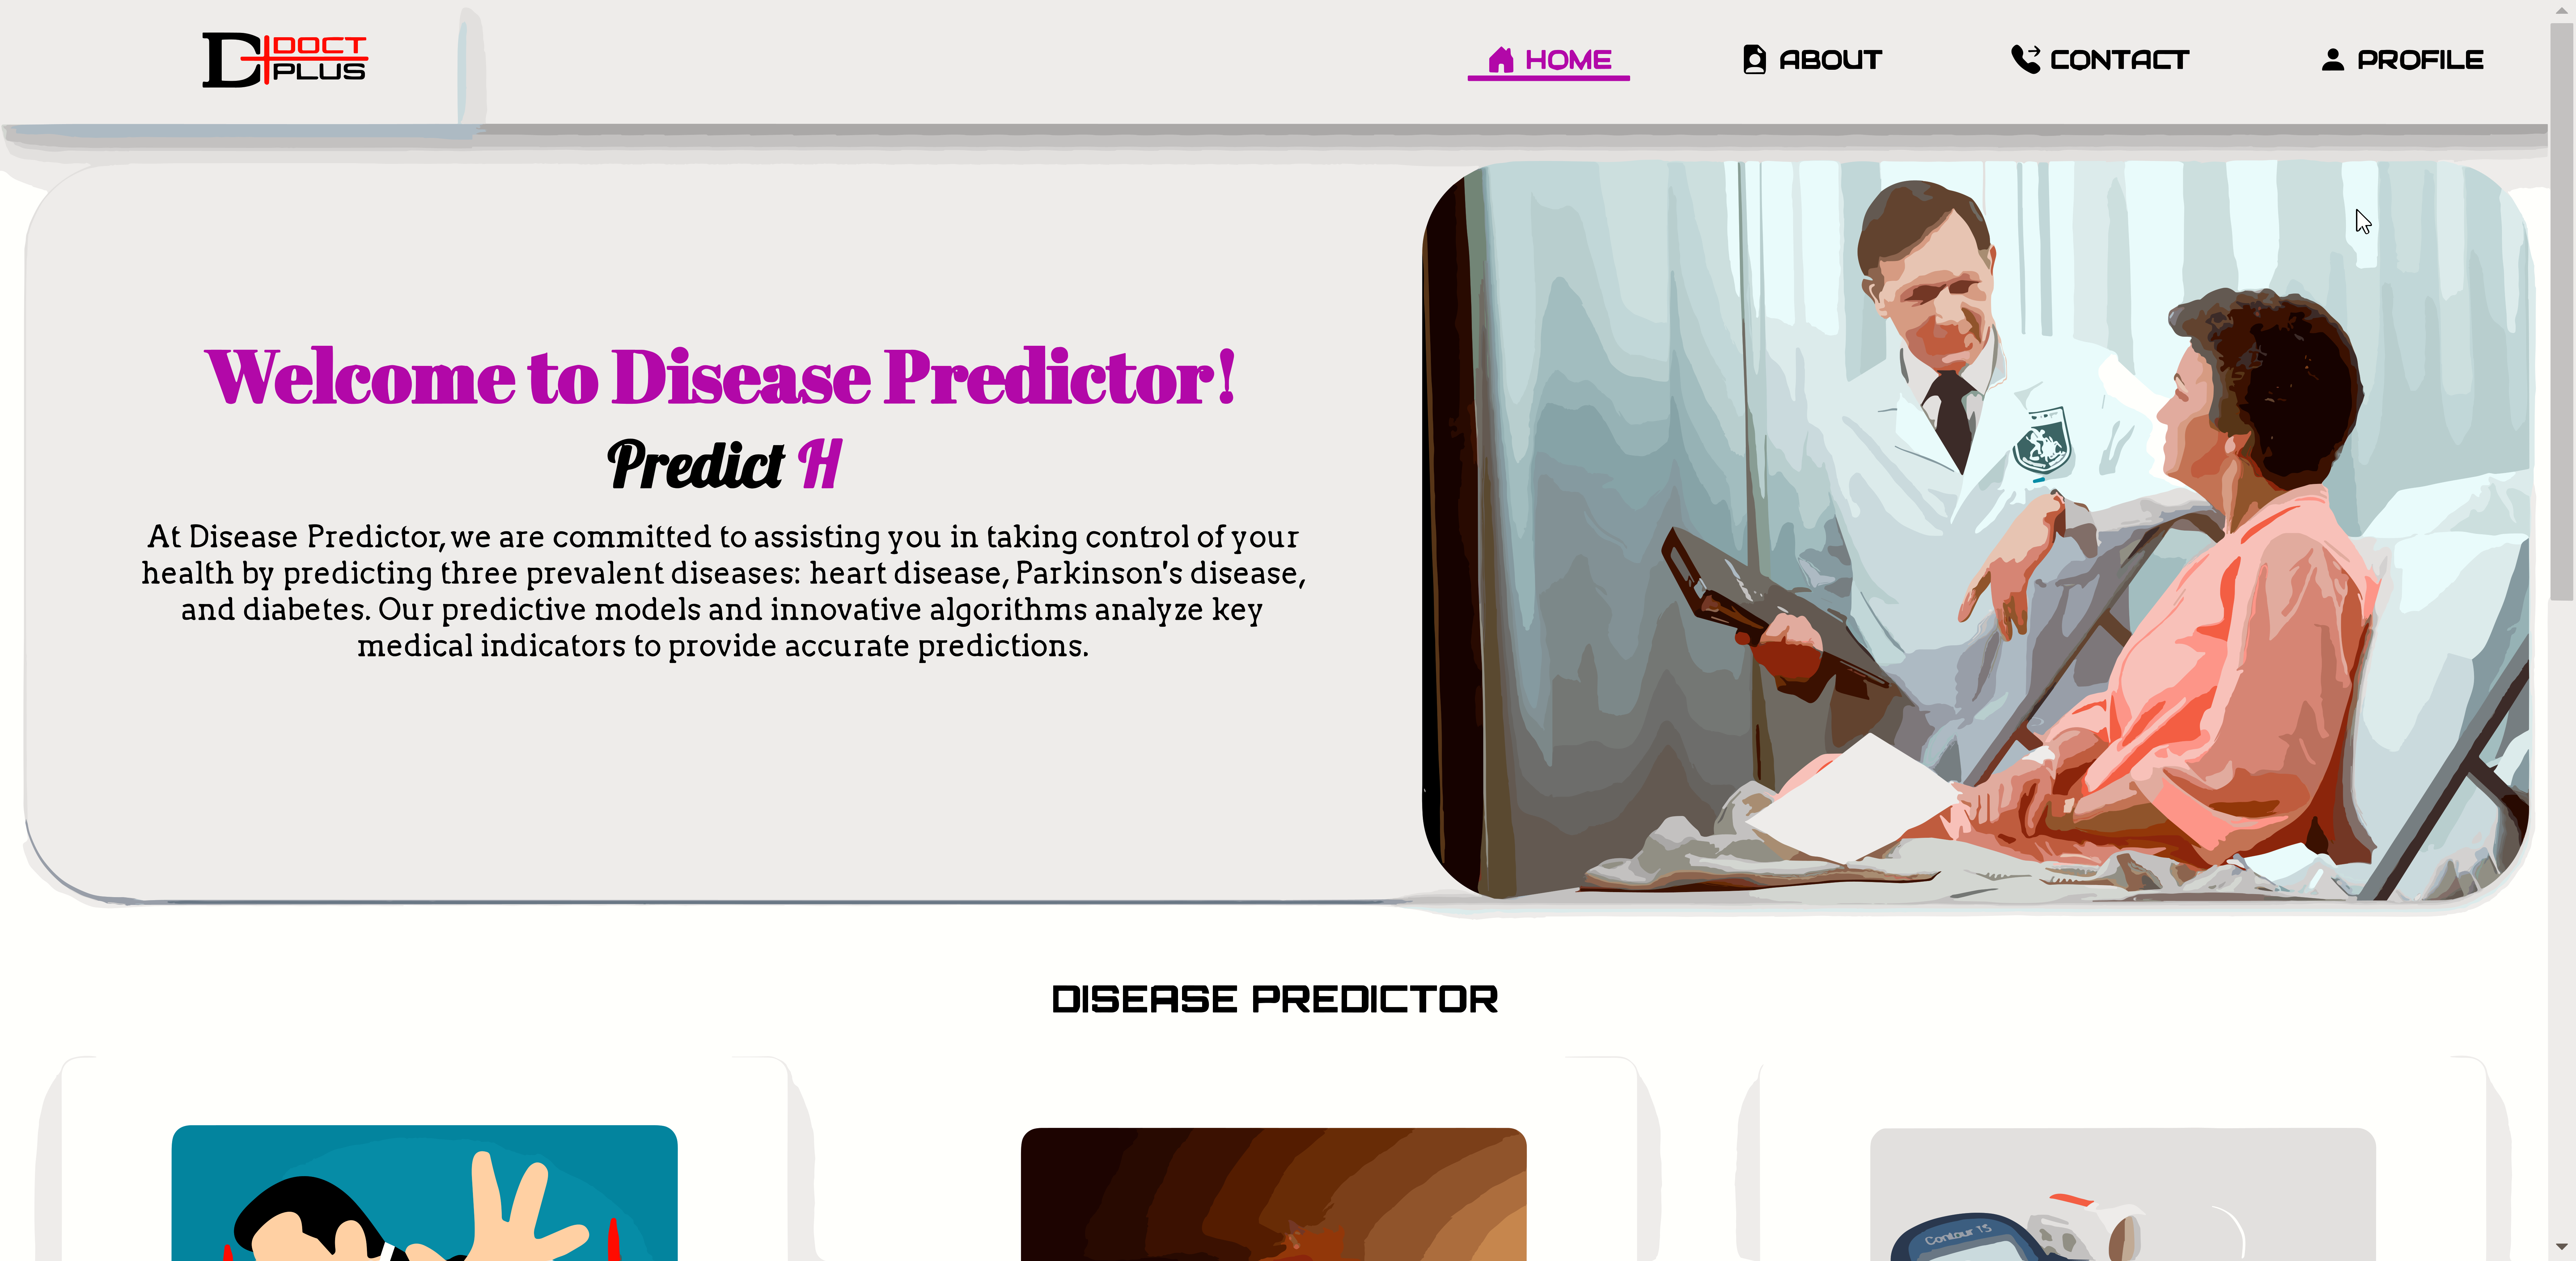 D DOCT
PLUS
HOME
ABOUT
CONTACT
PROFILE
Welcome to Disease Predictor!
Predict H
At Disease Predictor, we are committed to assisting you in taking control of your
health by predicting three prevalent diseases: heart disease, Parkinson's disease,
and diabetes. Our predictive models and innovative algorithms analyze key
medical indicators to provide accurate predictions.
DISEASE PREDICTOR
Contour TS